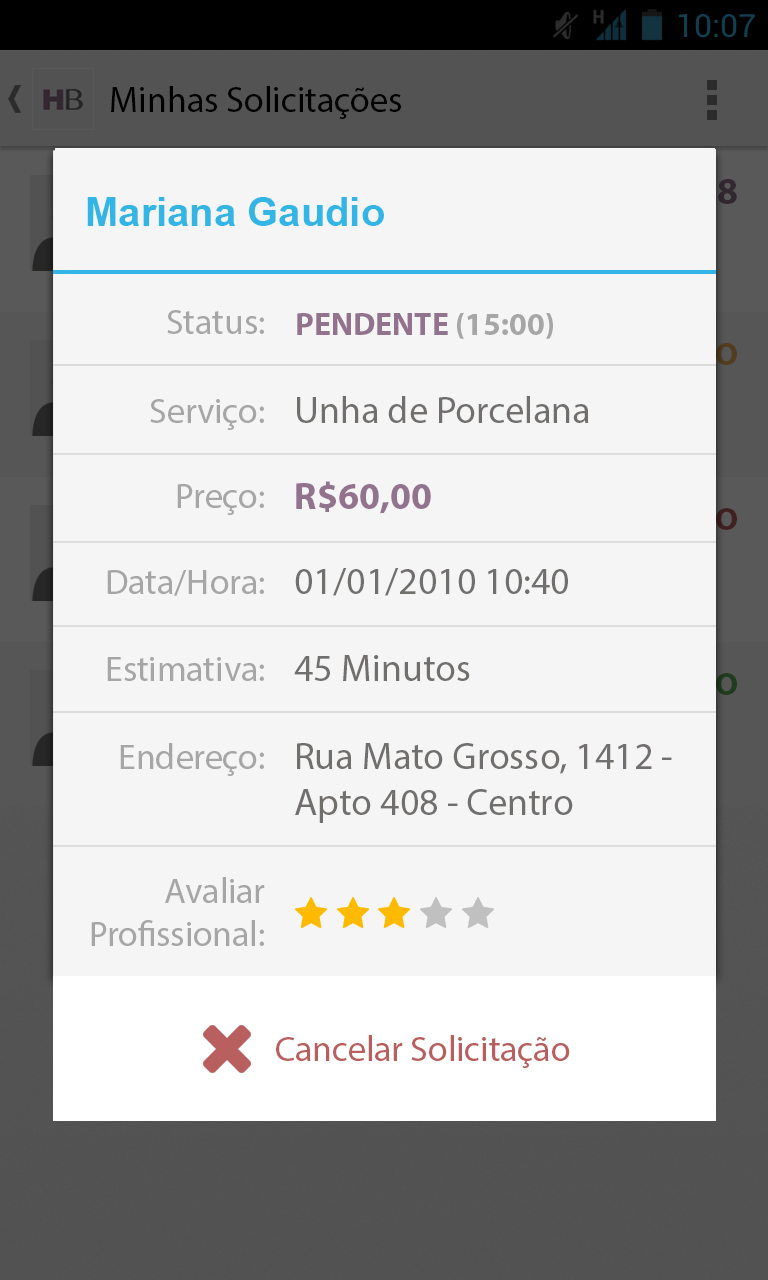 H
10:07
HB Minhas Solicitações
8
Mariana Gaudio
Status: PENDENTE (15:00)
O
Serviço: Unha de Porcelana
Preço: R$60,00
O
Data/Hora: 01/01/2010 10:40
Estimativa: 45 Minutos
O
Endereço: Rua Mato Grosso, 1412 -
Apto 408 - Centro
Avaliar
Profissional:
Cancelar Solicitação